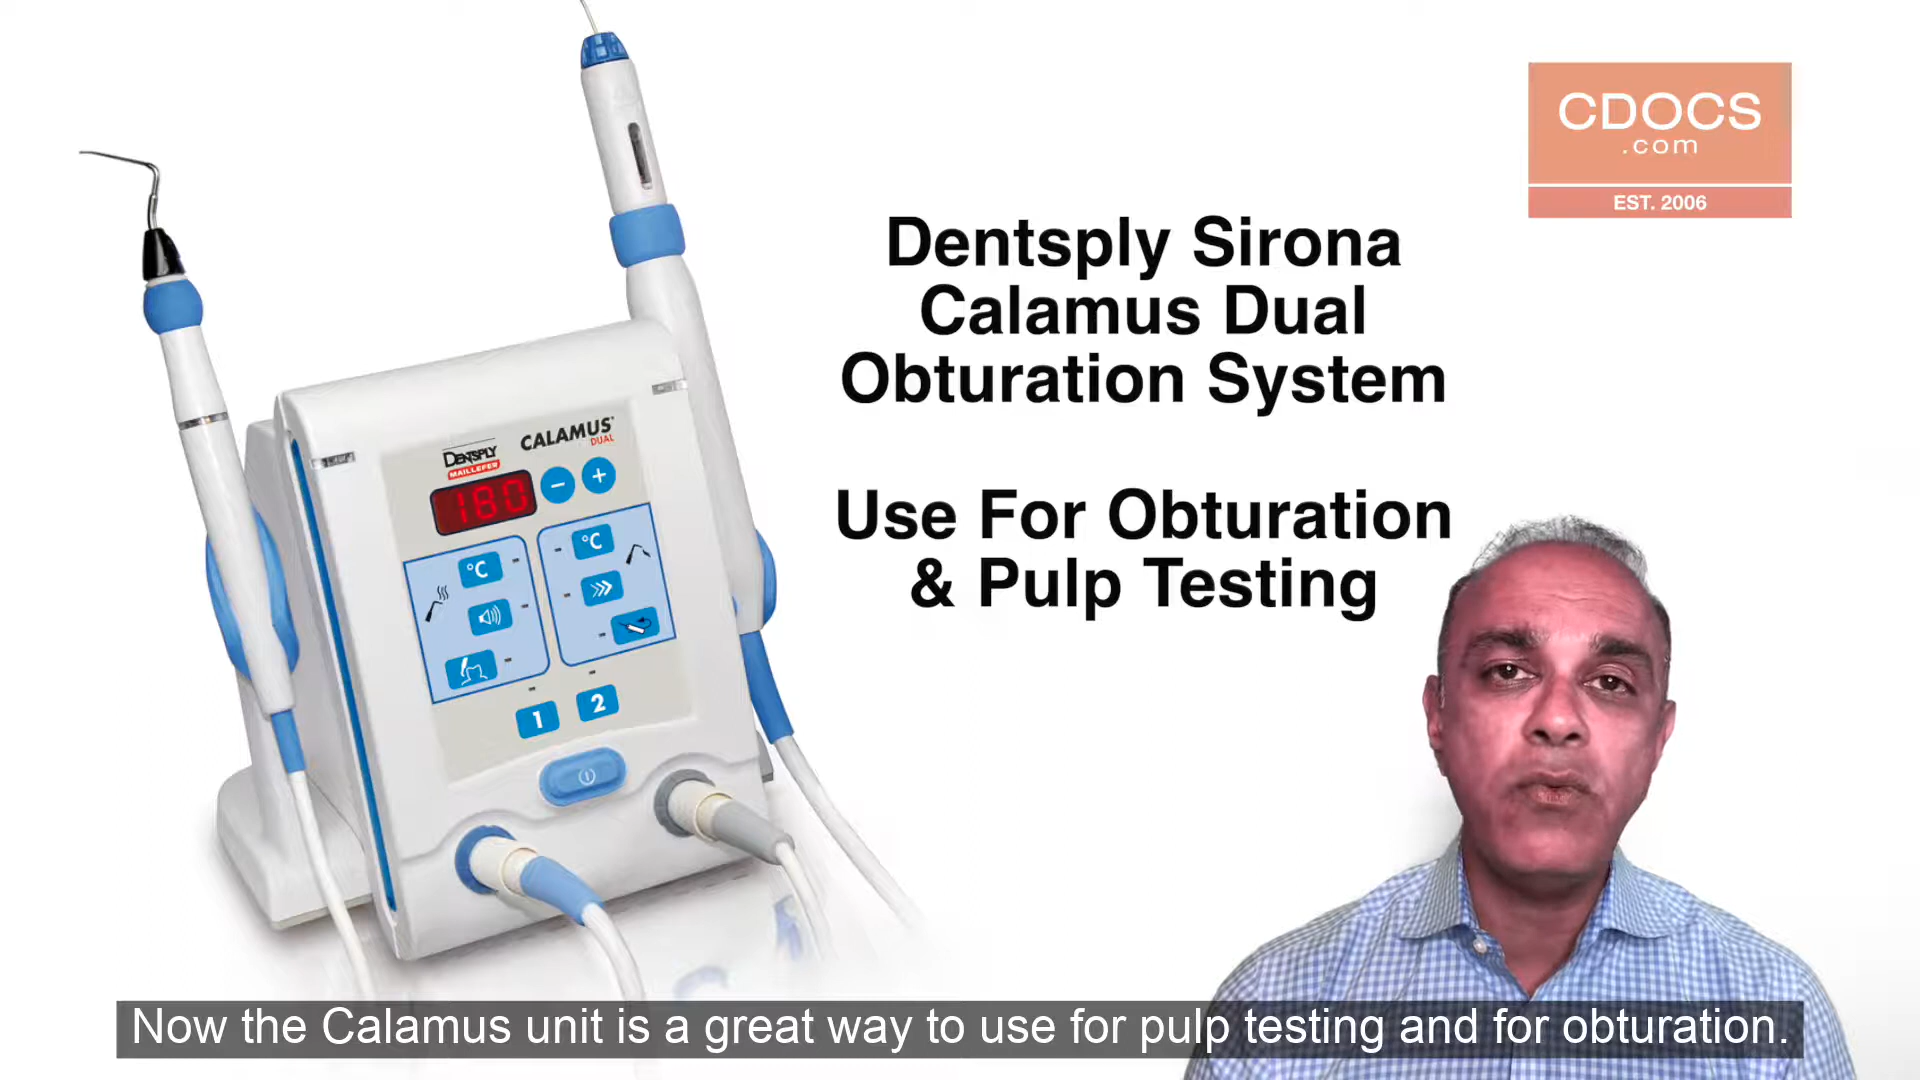 CDOCS
.com
EST. 2006
Dentsply Sirona
Calamus Dual
Obturation System
Use For Obturation
& Pulp Testing
CALAMUS
DUAL
DENTSPLY
MAILLEFER
180
− +
°C °C
1 2
Now the Calamus unit is a great way to use for pulp testing and for obturation.